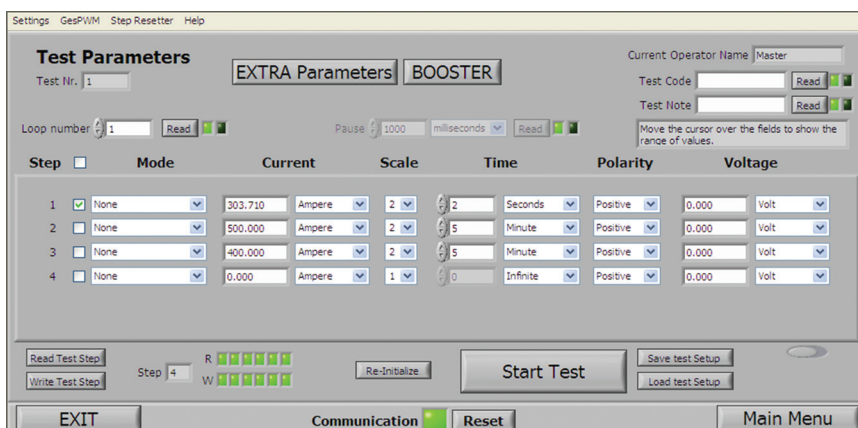 Settings GesPWM Step Resetter Help
Test Parameters
Test Nr. 1
EXTRA Parameters BOOSTER
Current Operator Name Master
Test Code Read
Test Note Read
Loop number 1 Read Pause 1000 milliseconds Read
Move the cursor over the fields to show the
range of values.
Step Mode Current Scale Time Polarity Voltage
1 None 303.710 Ampere 2 2 Seconds Positive 0.000 Volt
2 None 500.000 Ampere 2 5 Minute Positive 0.000 Volt
3 None 400.000 Ampere 2 5 Minute Positive 0.000 Volt
4 None 0.000 Ampere 1 0 Infinite Positive 0.000 Volt
Read Test Step
Write Test Step
Step 4
R
W
Re-Initialize
Start Test
Save test Setup
Load test Setup
EXIT Communication Reset Main Menu